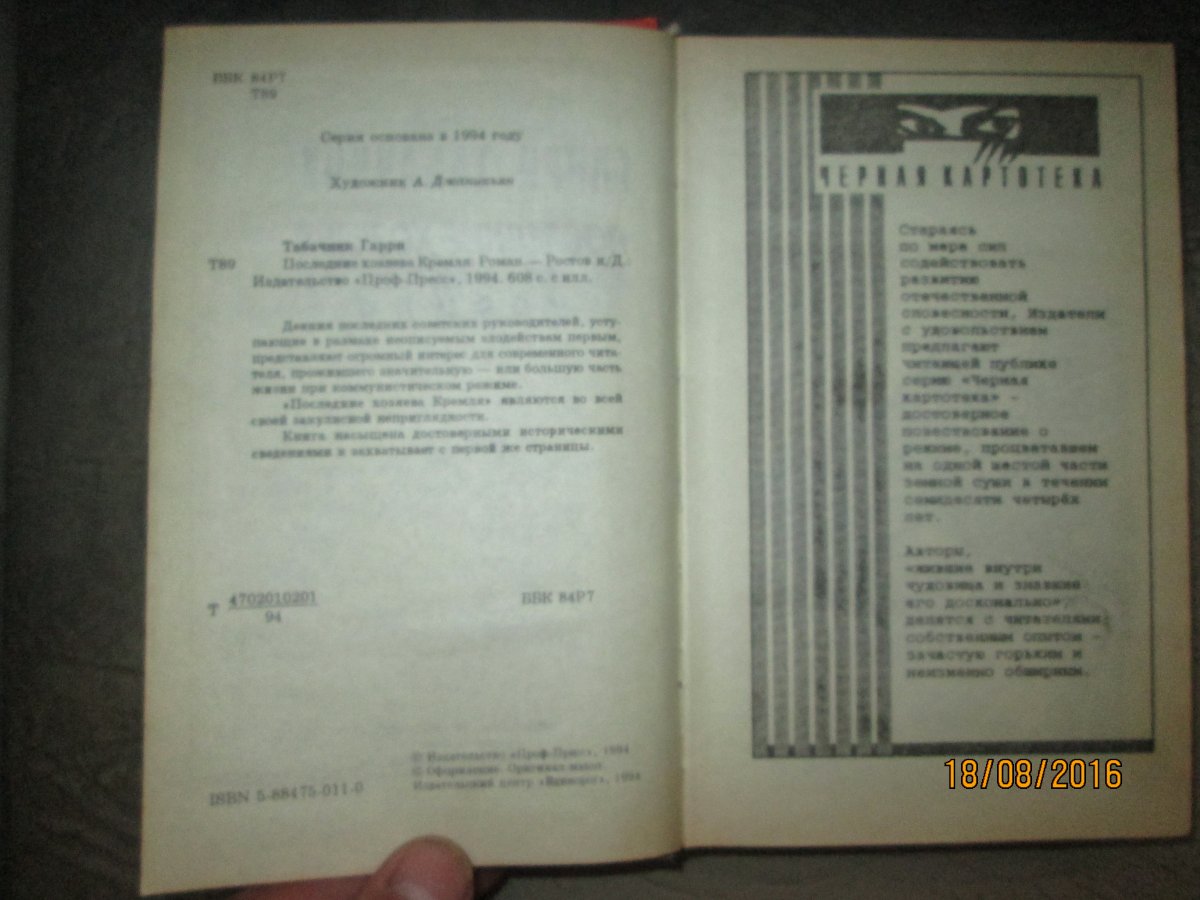 ББК 84Р7
Т89
Серия основана в 1994 году
Художник А.
Табачник Гарри
Т89
Последние хозяева Кремля: Роман. — Ростов н/Д.:
Издательство «Проф-Пресс», 1994. 608 с. с илл.
Деяния последних советских руководителей, усту-
пающие в размахе неописуемым злодействам первым,
представляет огромный интерес для современного чита-
теля, прожившего значительную — или большую часть
жизни при коммунистическом режиме.
«Последние хозяева Кремля» являются во всей
своей закулисной неприглядности.
Книга насыщена достоверными историческими
сведениями и захватывает с первой же страницы.
Т 4702010201
94
ББК 84Р7
© Издательство «Проф-Пресс», 1994
© Оформление. Оригинал-макет.
Издательский центр 1994
ISBN 5-88475-011-0
ЧЕРНАЯ КАРТОТЕКА
Стараясь
по мере сил
содействовать
развитию
отечественной
словесности, Издатели
с удовольствием
предлагают
читающей публике
серию «Черная
картотека» -
достоверное
повествование о
режиме, процветавшем
на одной шестой части
земной суши в течении
семидесяти четырёх
лет.
Авторы,
«жившие внутри
чудовища и знавшие
его досконально»,
делятся с читателями
собственным опытом -
зачастую горьким и
неизменно обширным.
18/08/2016